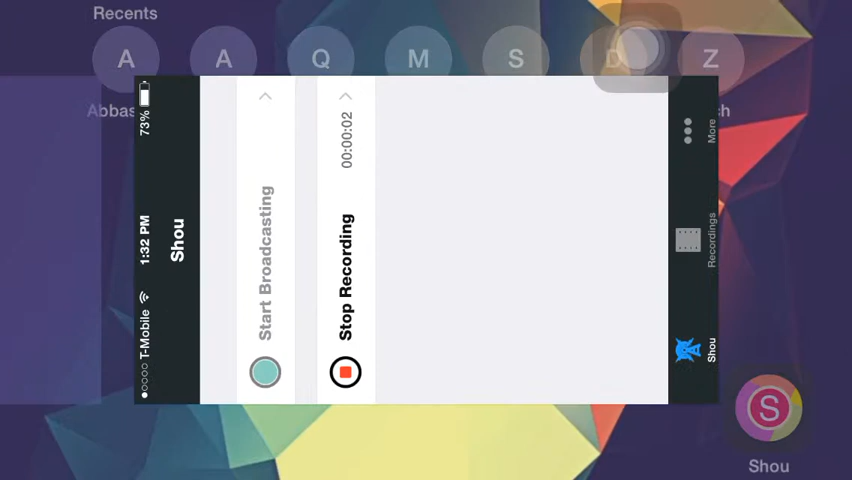 Recents
A A Q M S D Z
Abbas
ch
T-Mobile 1:32 PM 73%
Shou
Start Broadcasting
Stop Recording 00:00:02
Shou Recordings More
S
Shou